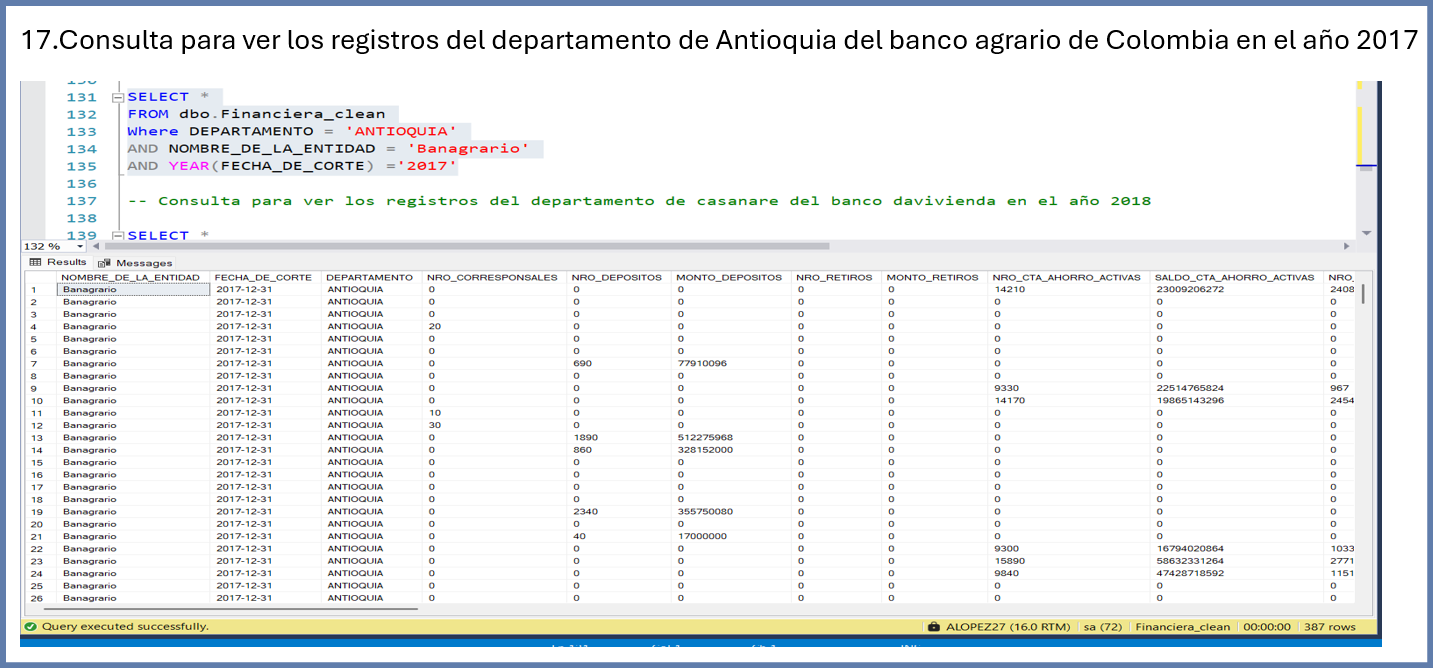 17.Consulta para ver los registros del departamento de Antioquia del banco agrario de Colombia en el año 2017
131 SELECT *
132 FROM dbo.Financiera_clean
133 Where DEPARTAMENTO = 'ANTIOQUIA'
134 AND NOMBRE_DE_LA_ENTIDAD = 'Banagrario'
135 AND YEAR(FECHA_DE_CORTE) ='2017'
136
137 -- Consulta para ver los registros del departamento de casanare del banco davivienda en el año 2018
138
139 SELECT *
132 %
Results Messages
NOMBRE_DE_LA_ENTIDAD FECHA_DE_CORTE DEPARTAMENTO NRO_CORRESPONSALES NRO_DEPOSITOS MONTO_DEPOSITOS NRO_RETIROS MONTO_RETIROS NRO_CTA_AHORRO_ACTIVAS SALDO_CTA_AHORRO_ACTIVAS NRO_
1 Banagrario 2017-12-31 ANTIOQUIA 0 0 0 0 0 14210 23009206272 2408
2 Banagrario 2017-12-31 ANTIOQUIA 0 0 0 0 0 0 0 0
3 Banagrario 2017-12-31 ANTIOQUIA 0 0 0 0 0 0 0 0
4 Banagrario 2017-12-31 ANTIOQUIA 20 0 0 0 0 0 0 0
5 Banagrario 2017-12-31 ANTIOQUIA 0 0 0 0 0 0 0 0
6 Banagrario 2017-12-31 ANTIOQUIA 0 0 0 0 0 0 0 0
7 Banagrario 2017-12-31 ANTIOQUIA 0 690 77910096 0 0 0 0 0
8 Banagrario 2017-12-31 ANTIOQUIA 0 0 0 0 0 0 0 0
9 Banagrario 2017-12-31 ANTIOQUIA 0 0 0 0 0 9330 22514765824 967
10 Banagrario 2017-12-31 ANTIOQUIA 0 0 0 0 0 14170 19865143296 2454
11 Banagrario 2017-12-31 ANTIOQUIA 10 0 0 0 0 0 0 0
12 Banagrario 2017-12-31 ANTIOQUIA 30 0 0 0 0 0 0 0
13 Banagrario 2017-12-31 ANTIOQUIA 0 1890 512275968 0 0 0 0 0
14 Banagrario 2017-12-31 ANTIOQUIA 0 860 328152000 0 0 0 0 0
15 Banagrario 2017-12-31 ANTIOQUIA 0 0 0 0 0 0 0 0
16 Banagrario 2017-12-31 ANTIOQUIA 0 0 0 0 0 0 0 0
17 Banagrario 2017-12-31 ANTIOQUIA 0 0 0 0 0 0 0 0
18 Banagrario 2017-12-31 ANTIOQUIA 0 0 0 0 0 0 0 0
19 Banagrario 2017-12-31 ANTIOQUIA 0 2340 355750080 0 0 0 0 0
20 Banagrario 2017-12-31 ANTIOQUIA 0 0 0 0 0 0 0 0
21 Banagrario 2017-12-31 ANTIOQUIA 0 40 17000000 0 0 0 0 0
22 Banagrario 2017-12-31 ANTIOQUIA 0 0 0 0 0 9300 16794020864 1033
23 Banagrario 2017-12-31 ANTIOQUIA 0 0 0 0 0 15890 58632331264 2771
24 Banagrario 2017-12-31 ANTIOQUIA 0 0 0 0 0 9840 47428718592 1151
25 Banagrario 2017-12-31 ANTIOQUIA 0 0 0 0 0 0 0 0
26 Banagrario 2017-12-31 ANTIOQUIA 0 0 0 0 0 0 0 0
Query executed successfully. ALOPEZ27 (16.0 RTM) sa (72) Financiera_clean 00:00:00 387 rows